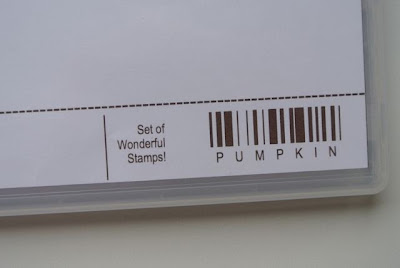 Set of
Wonderful
Stamps!
PUMPKIN